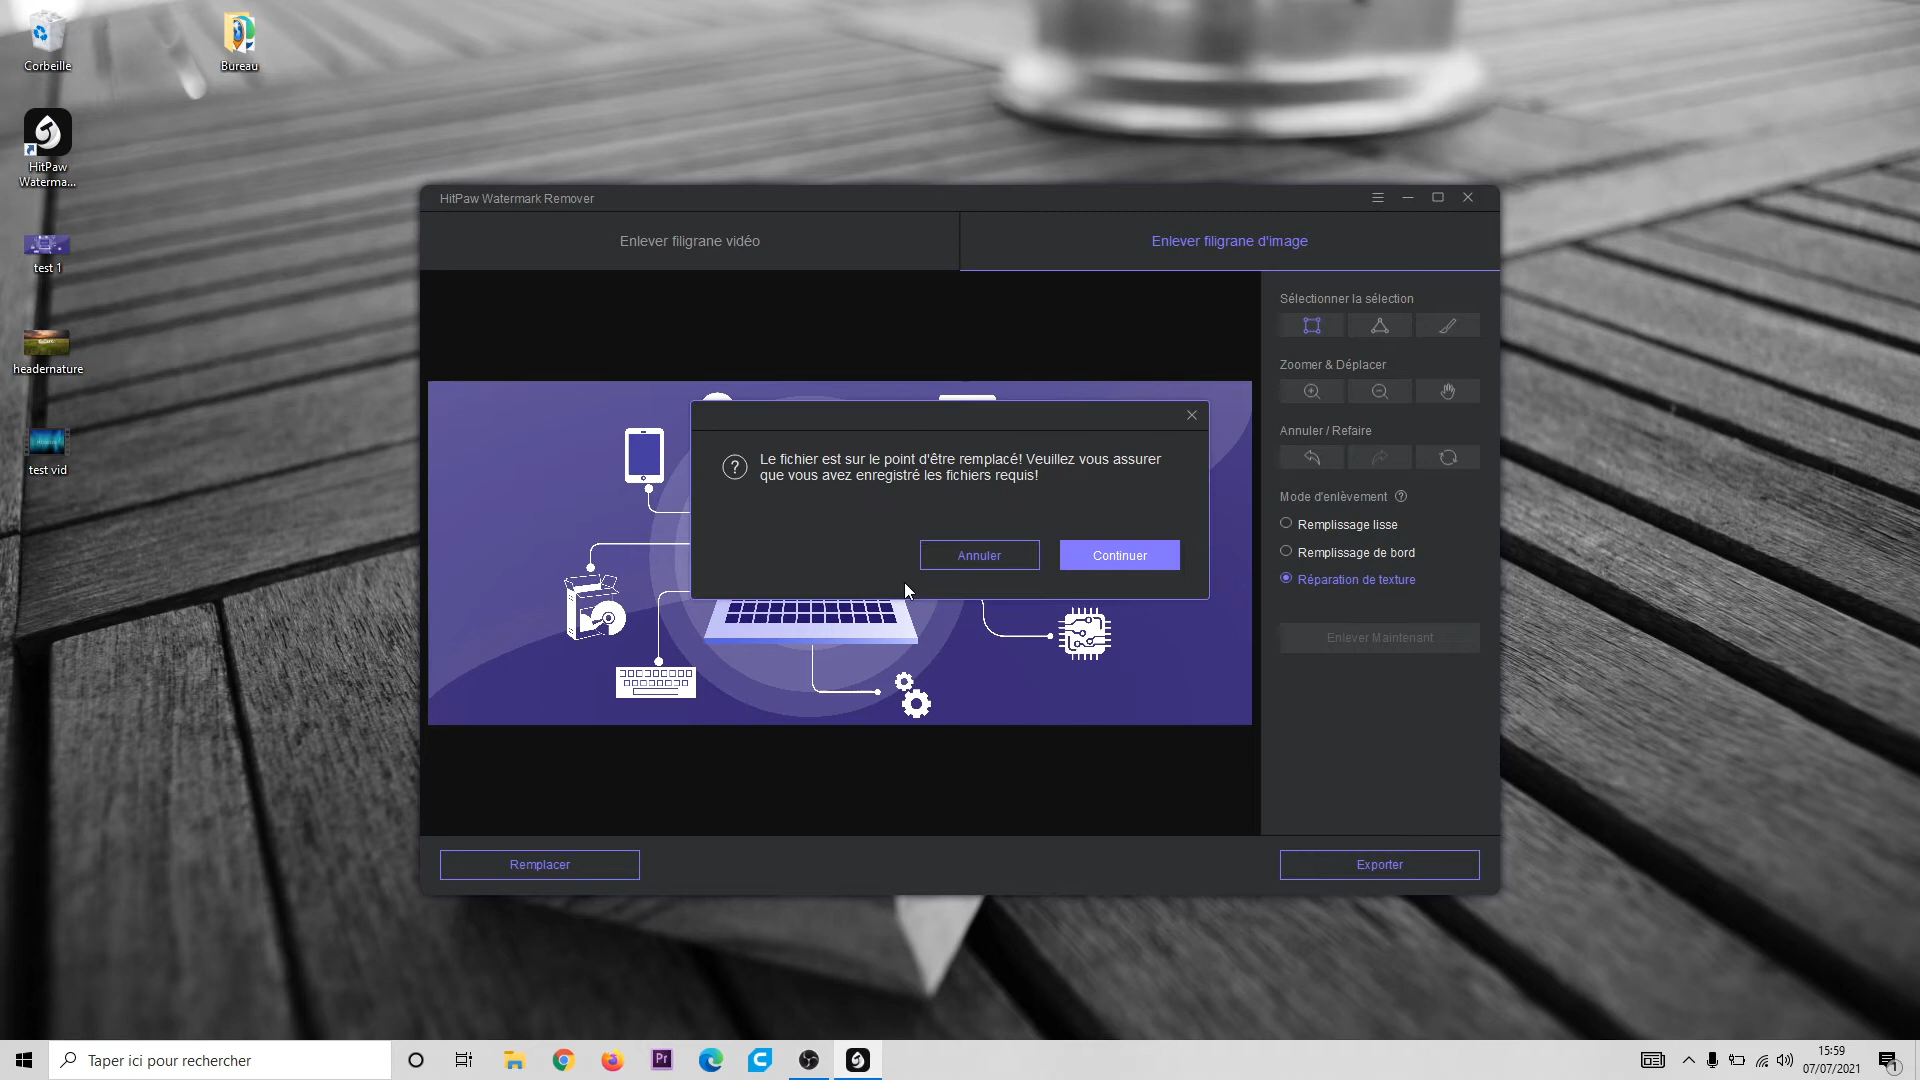 Corbeille
Bureau
HitPaw
Waterma...
test 1
headernature
test vid
HitPaw Watermark Remover
Enlever filigrane vidéo
Enlever filigrane d'image
Sélectionner la sélection
Zoomer & Déplacer
Annuler / Refaire
Mode d'enlèvement
Remplissage lisse
Remplissage de bord
Réparation de texture
Enlever Maintenant
Le fichier est sur le point d'être remplacé! Veuillez vous assurer
que vous avez enregistré les fichiers requis!
Annuler
Continuer
Remplacer
Exporter
Taper ici pour rechercher
Pr
15:59
07/07/2021
1